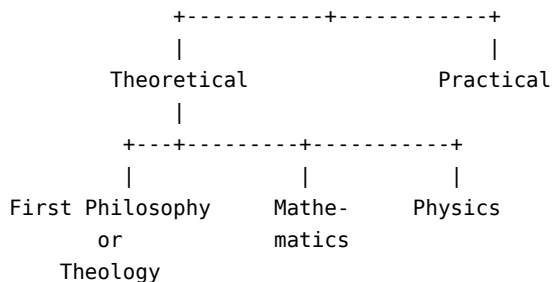 Theoretical Practical
First Philosophy Mathe- Physics
or matics
Theology